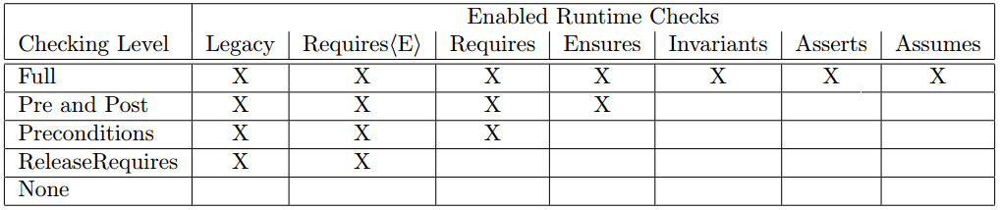 Enabled Runtime Checks
Checking Level Legacy Requires⟨E⟩ Requires Ensures Invariants Asserts Assumes
Full X X X X X X X
Pre and Post X X X X
Preconditions X X X
ReleaseRequires X X
None